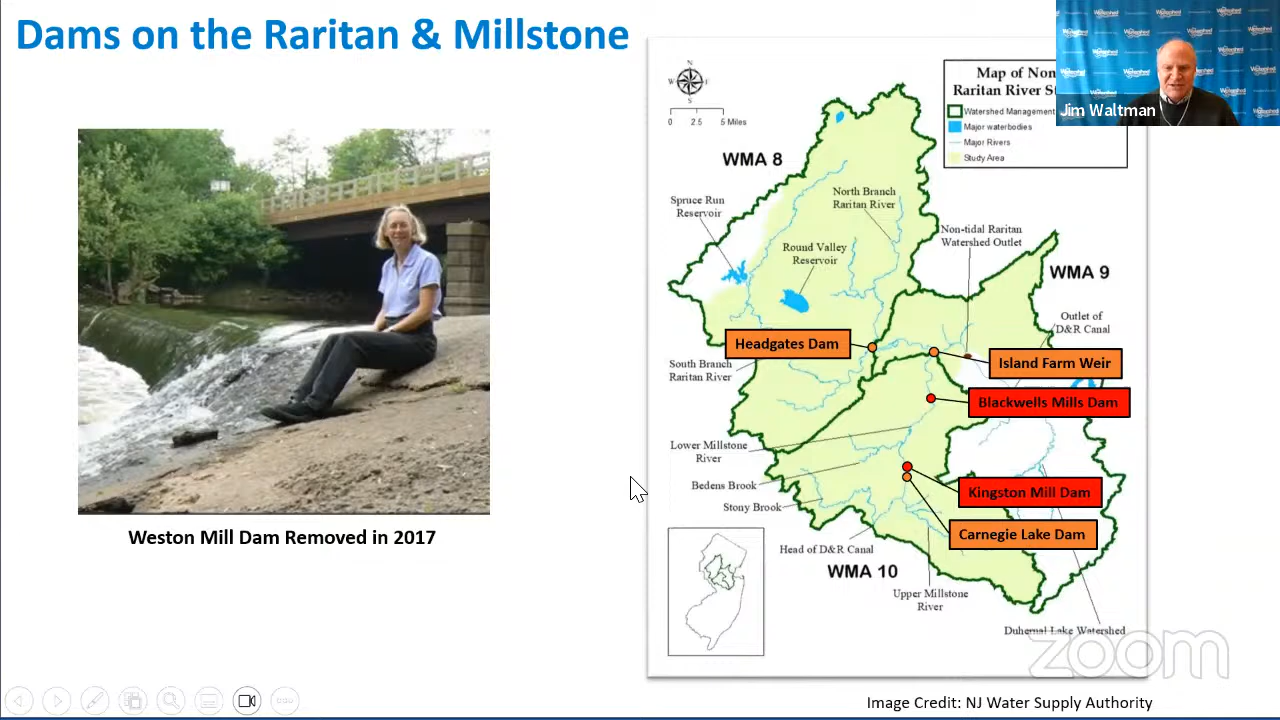 Dams on the Raritan & Millstone
Weston Mill Dam Removed in 2017
Map of Non
Raritan River St
Watershed Management
Major waterbodies
Major Rivers
Study Area
N
W
E
S
0 2.5 5 Miles
WMA 8
Spruce Run
Reservoir
North Branch
Raritan River
Round Valley
Reservoir
Non-tidal Raritan
Watershed Outlet
WMA 9
Outlet of
D&R Canal
Headgates Dam
Island Farm Weir
South Branch
Raritan River
Blackwells Mills Dam
Lower Millstone
River
Bedens Brook
Kingston Mill Dam
Stony Brook
Carnegie Lake Dam
Head of D&R Canal
WMA 10
Upper Millstone
River
Duhernal Lake Watershed
Image Credit: NJ Water Supply Authority
Jim Waltman
Watershed
zoom